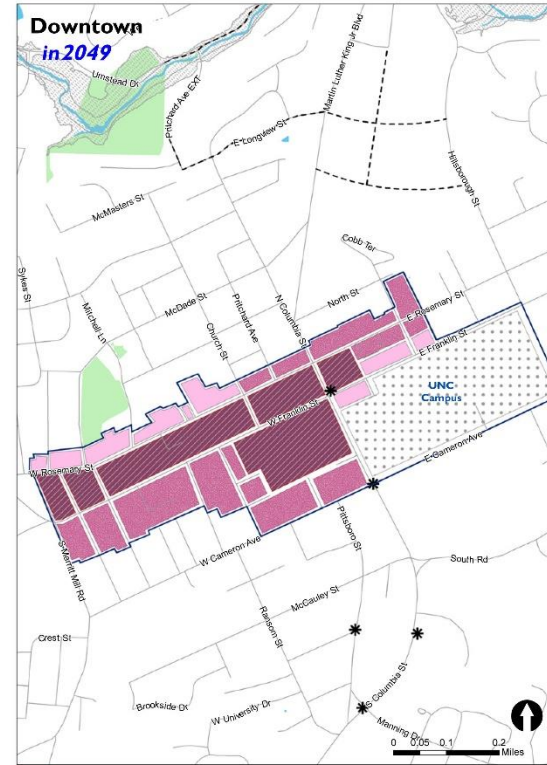 Downtown
in 2049
Umstead Dr
Pritchard Ave EXT
Martin Luther King Jr Blvd
E Longview St
Hillsborough St
McMasters St
Cobb Ter
Sykes St
Mitchell Ln
McDade St
Pritchard Ave
N Columbia St
North St
Church St
E Rosemary St
E Franklin St
UNC
Campus
W Franklin St
W Rosemary St
E Cameron Ave
Pittsboro St
W Cameron Ave
S Merritt Mill Rd
South Rd
McCauley St
Ransom St
Crest St
S Columbia St
Brookside Dr
W University Dr
Manning Dr
0 0.05 0.1 0.2
Miles